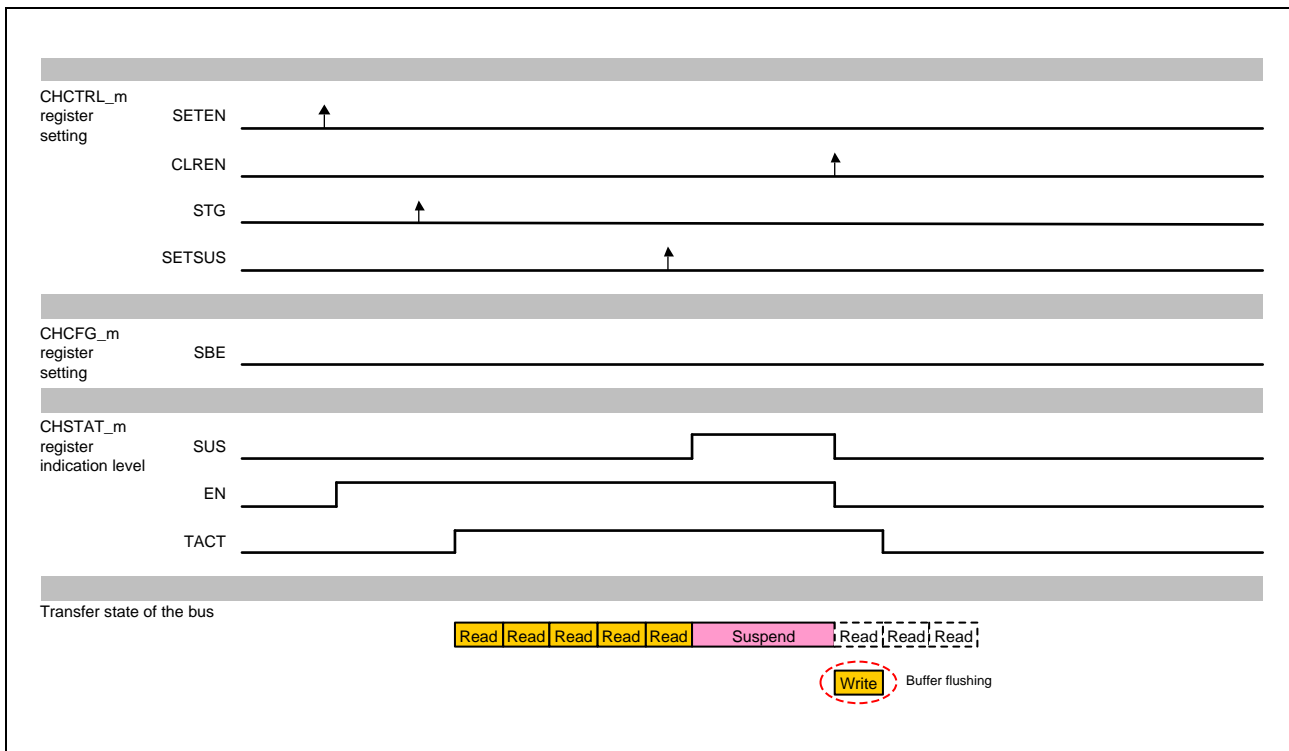 CHCTRL_m
register
setting
SETEN
CLREN
STG
SETSUS
CHCFG_m
register
setting
SBE
CHSTAT_m
register
indication level
SUS
EN
TACT
Transfer state of the bus
Read Read Read Read Read Suspend Read Read Read
Write Buffer flushing